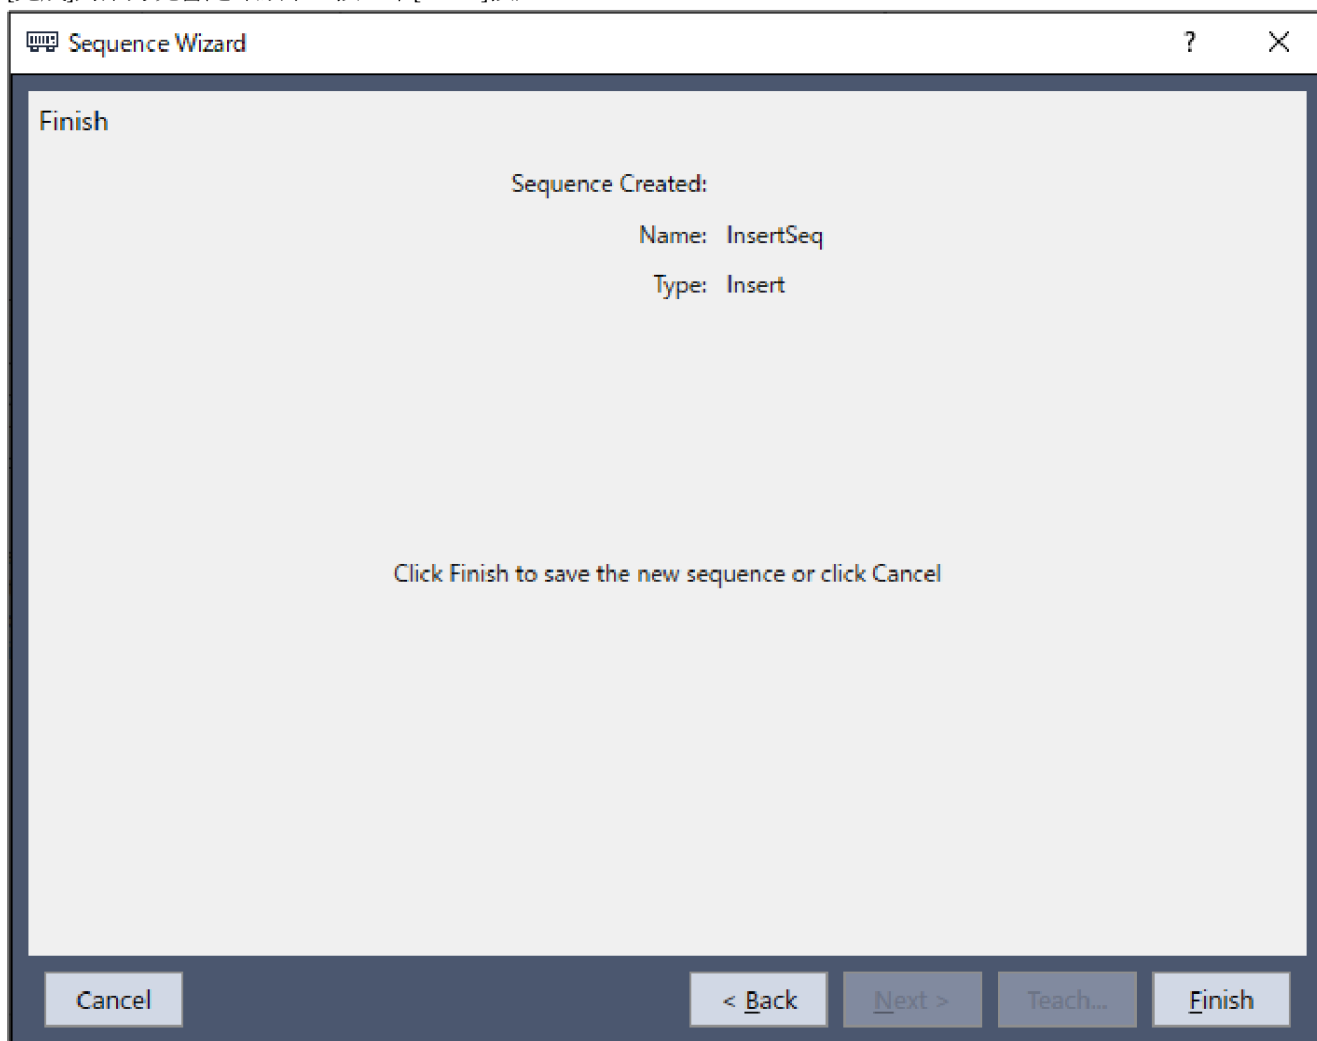 Sequence Wizard
?
Finish
Sequence Created:
Name: InsertSeq
Type: Insert
Click Finish to save the new sequence or click Cancel
Cancel
< Back
Next >
Teach...
Finish